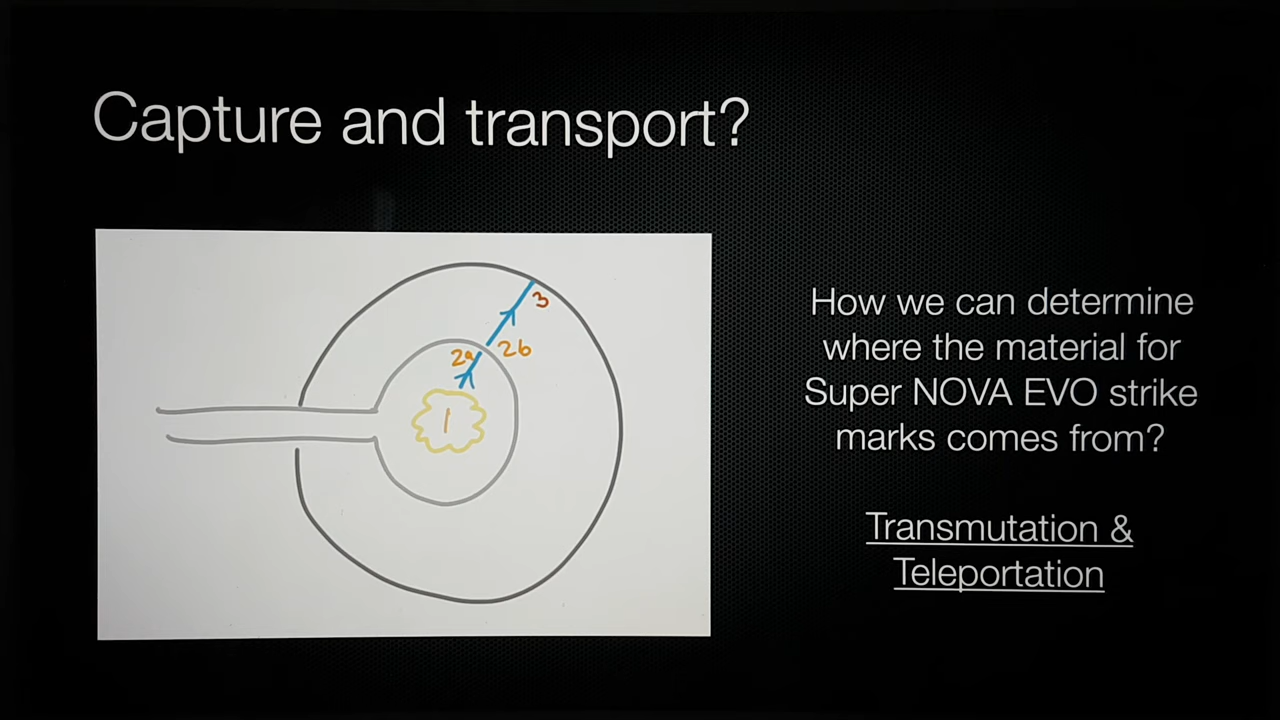 Capture and transport?
3
2a
2b
1
How we can determine
where the material for
Super NOVA EVO strike
marks comes from?
Transmutation &
Teleportation